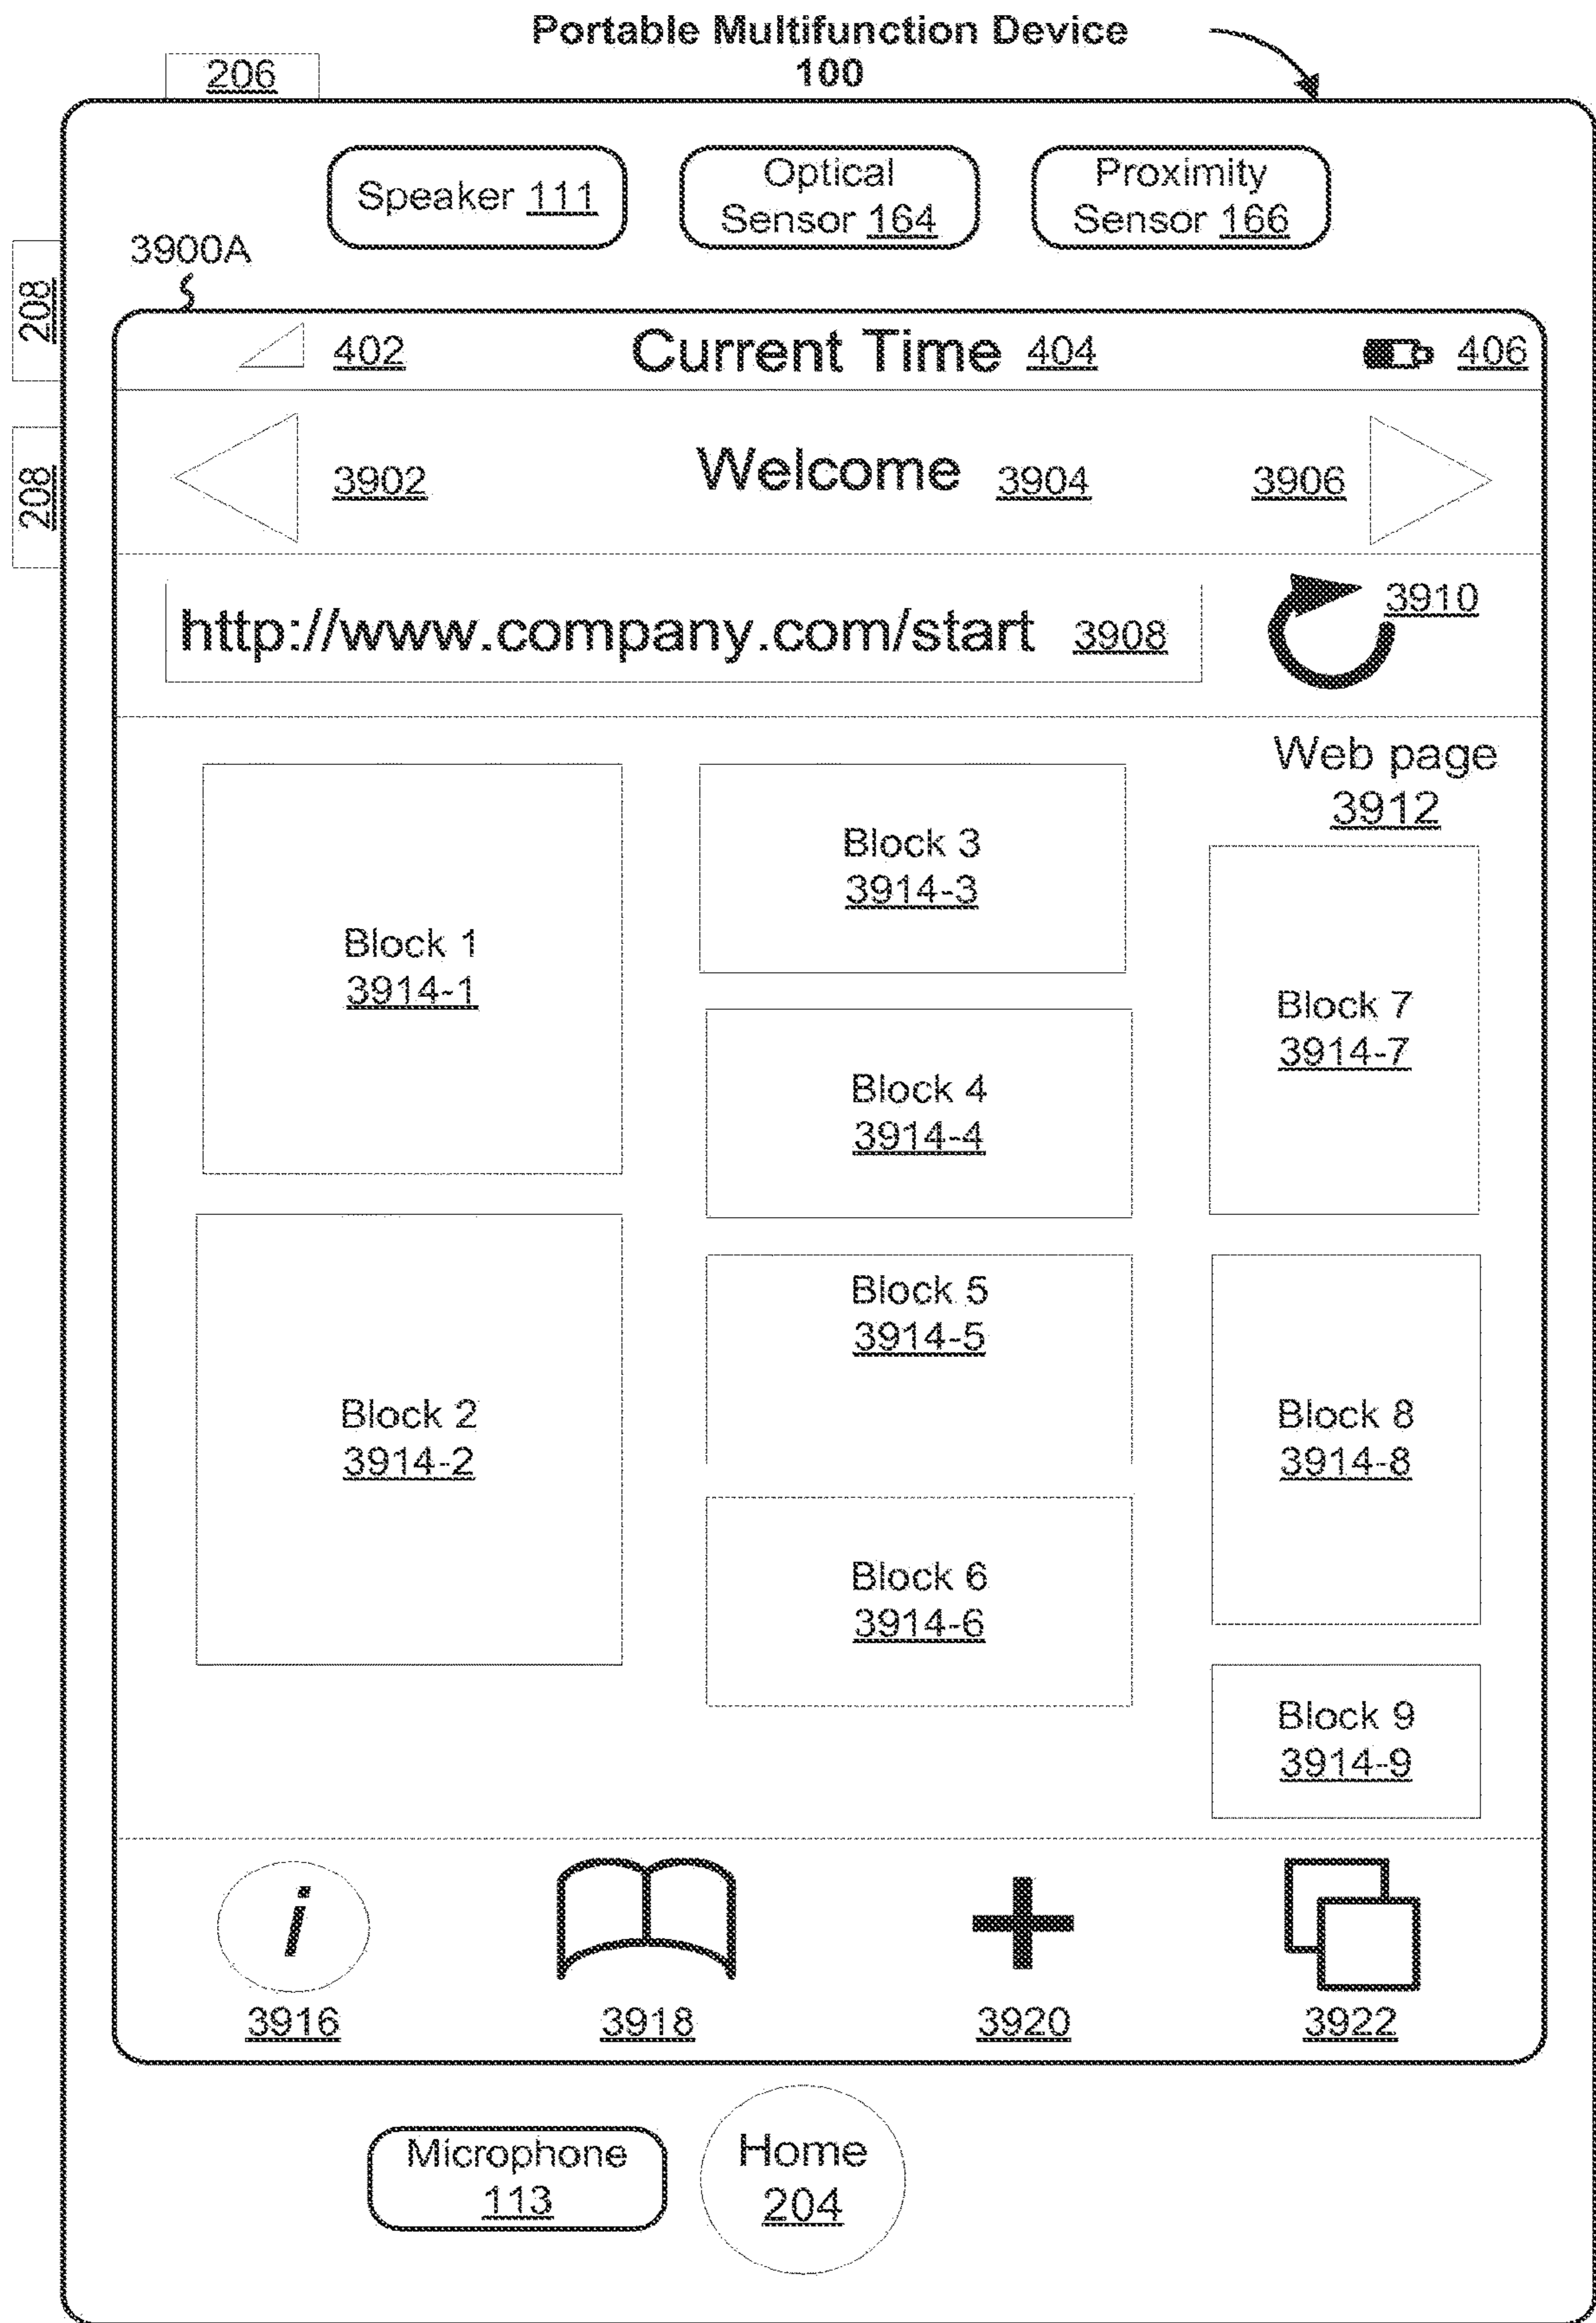 Portable Multifunction Device
100
206
Speaker 111
Optical
Sensor 164
Proximity
Sensor 166
3900A
208
208
402
Current Time 404
406
3902
Welcome 3904
3906
http://www.company.com/start 3908
3910
Web page
3912
Block 1
3914-1
Block 2
3914-2
Block 3
3914-3
Block 4
3914-4
Block 5
3914-5
Block 6
3914-6
Block 7
3914-7
Block 8
3914-8
Block 9
3914-9
i
3916
3918
3920
3922
Microphone
113
Home
204